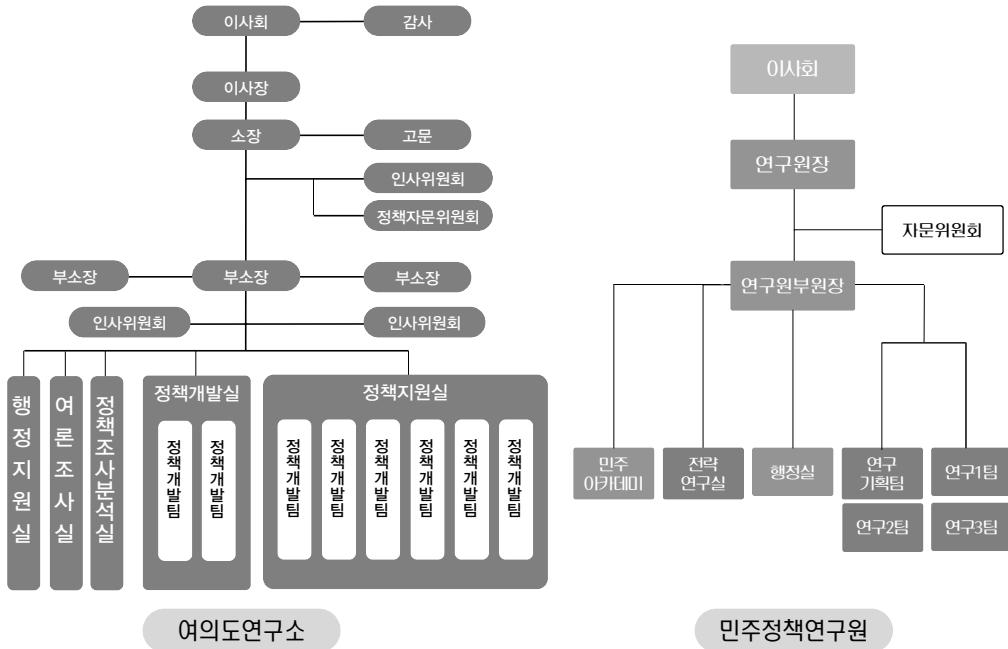 이사회
감사
이사장
소장
고문
인사위원회
정책자문위원회
부소장
부소장
부소장
인사위원회
인사위원회
행정지원실
여론조사실
정책조사분석실
정책개발실
정책개발팀
정책개발팀
정책지원실
정책개발팀
정책개발팀
정책개발팀
정책개발팀
정책개발팀
정책개발팀
여의도연구소
이사회
연구원장
자문위원회
연구원부원장
민주
아카데미
전략
연구실
행정실
연구
기획팀
연구1팀
연구2팀
연구3팀
민주정책연구원